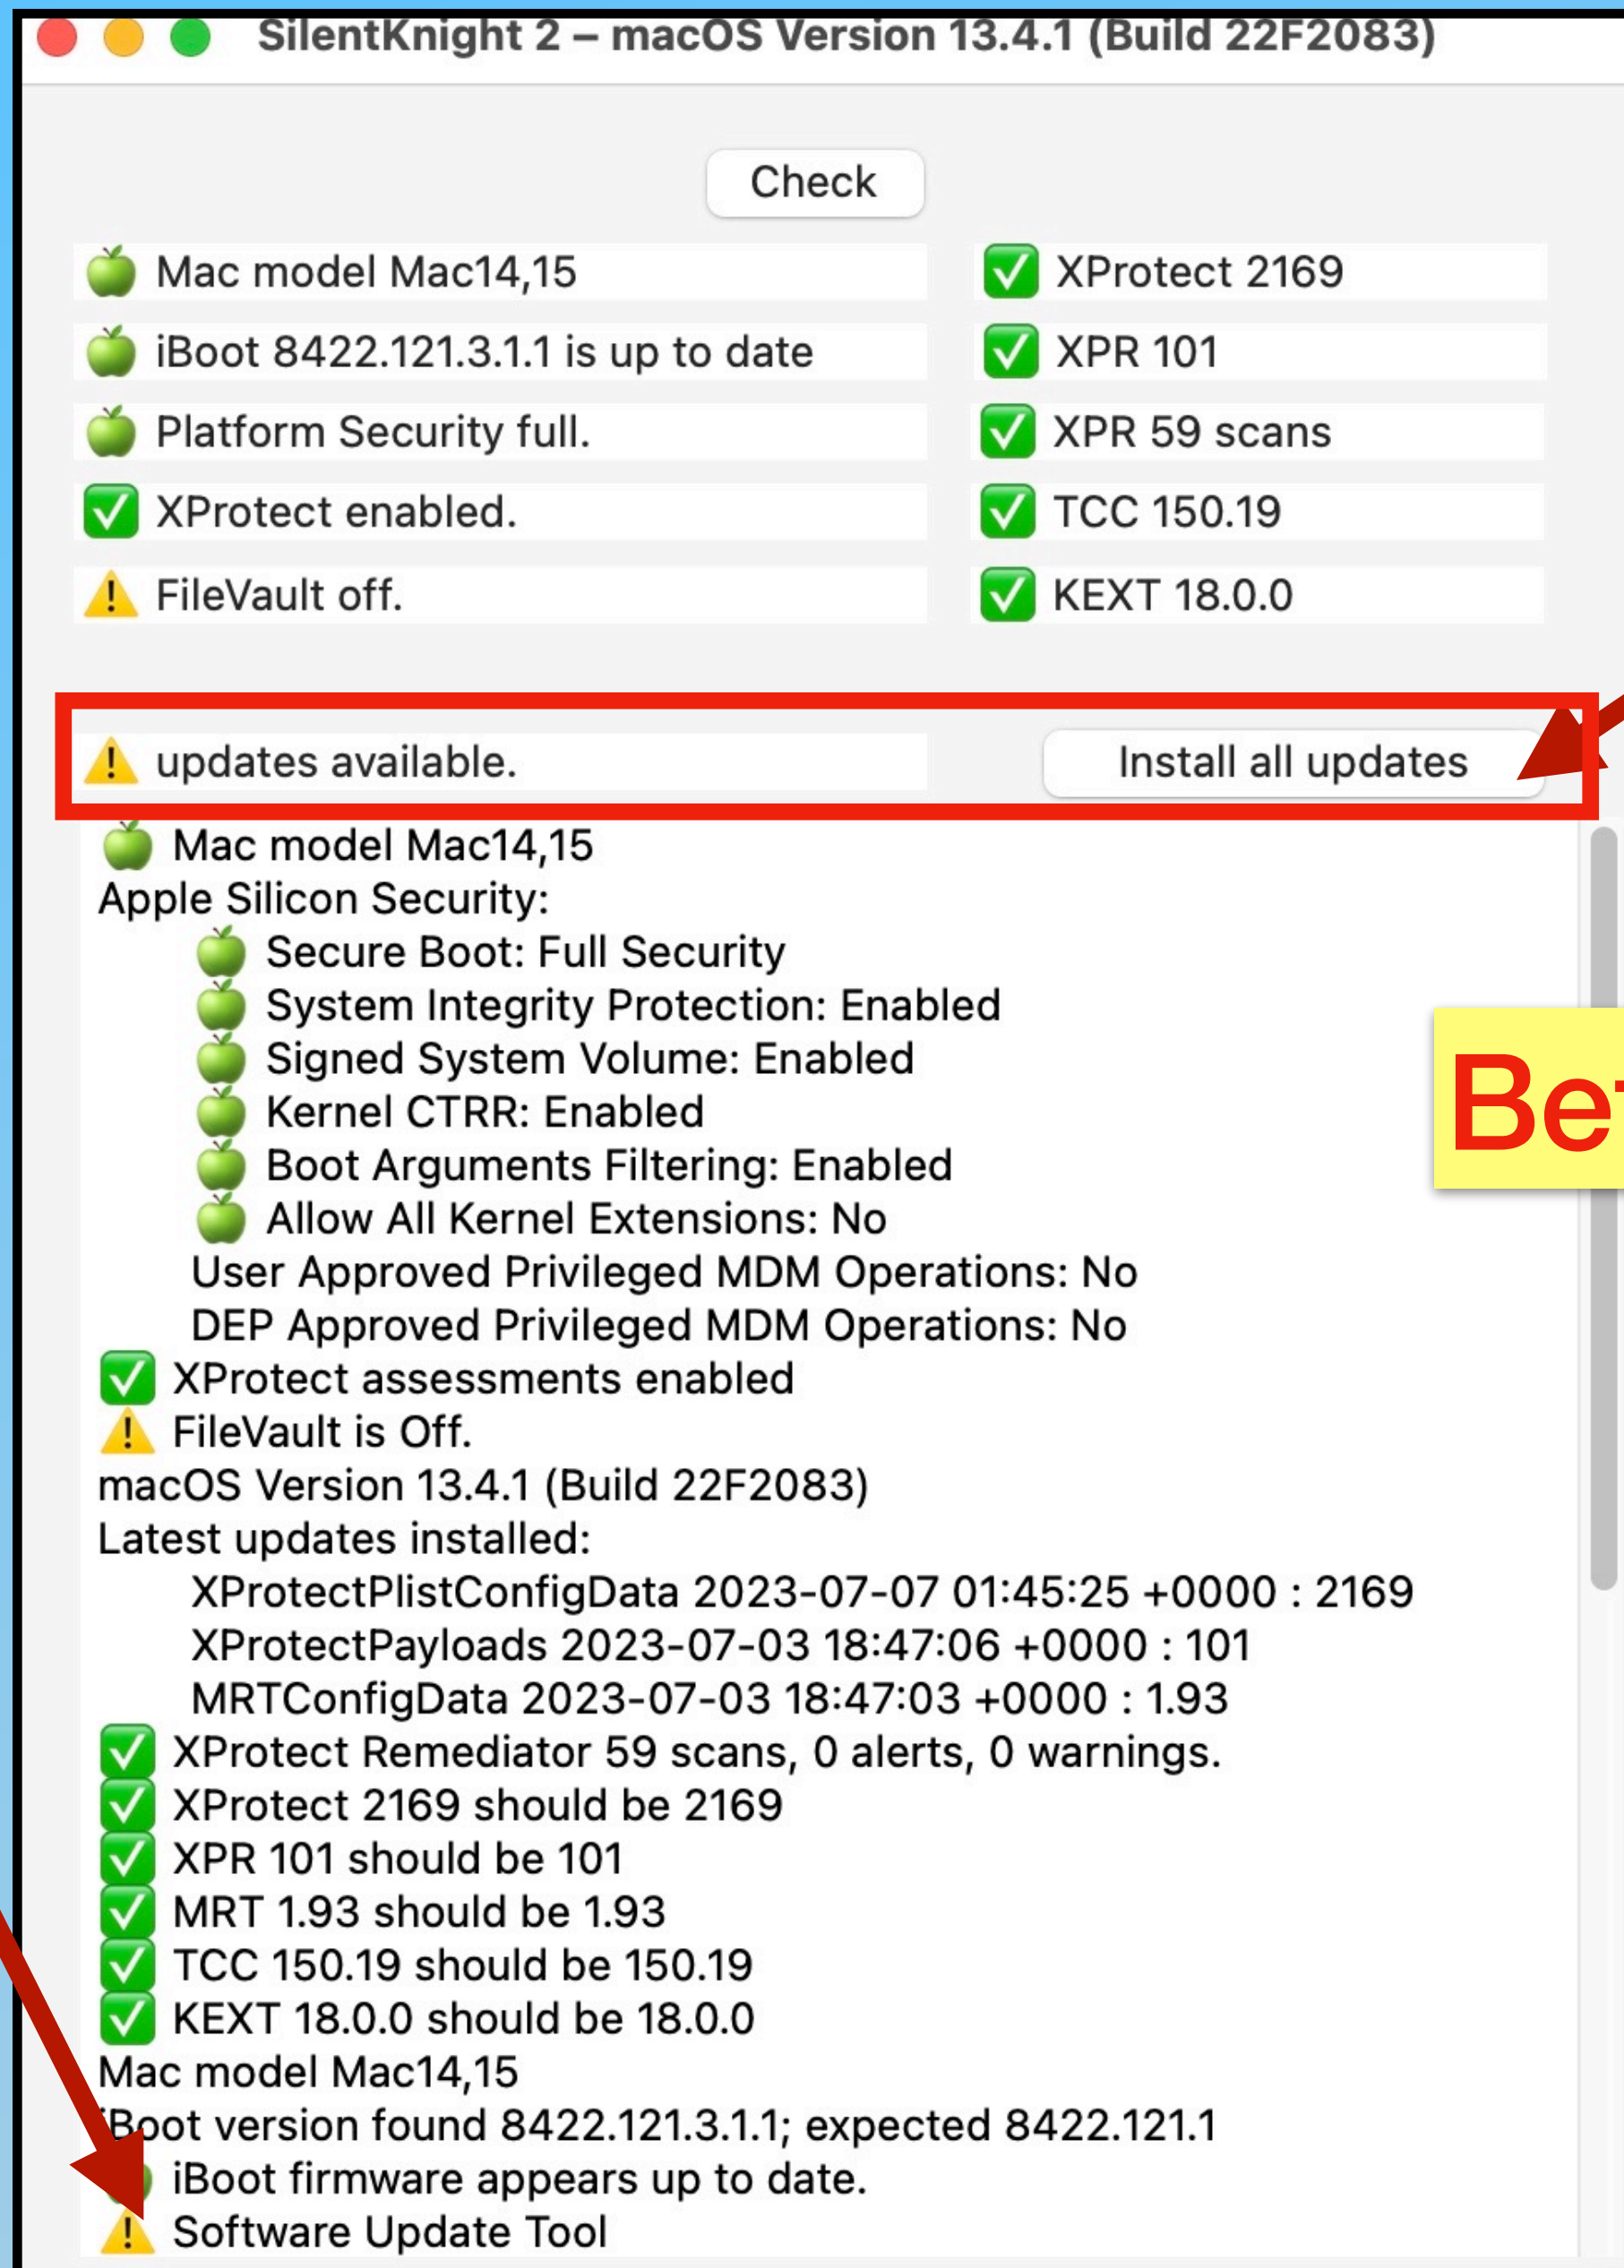 SilentKnight 2 – macOS Version 13.4.1 (Build 22F2083)
Check
Mac model Mac14,15
XProtect 2169
iBoot 8422.121.3.1.1 is up to date
XPR 101
Platform Security full.
XPR 59 scans
XProtect enabled.
TCC 150.19
FileVault off.
KEXT 18.0.0
updates available.
Install all updates
Mac model Mac14,15
Apple Silicon Security:
Secure Boot: Full Security
System Integrity Protection: Enabled
Signed System Volume: Enabled
Kernel CTRR: Enabled
Boot Arguments Filtering: Enabled
Allow All Kernel Extensions: No
User Approved Privileged MDM Operations: No
DEP Approved Privileged MDM Operations: No
XProtect assessments enabled
FileVault is Off.
macOS Version 13.4.1 (Build 22F2083)
Latest updates installed:
XProtectPlistConfigData 2023-07-07 01:45:25 +0000 : 2169
XProtectPayloads 2023-07-03 18:47:06 +0000 : 101
MRTConfigData 2023-07-03 18:47:03 +0000 : 1.93
XProtect Remediator 59 scans, 0 alerts, 0 warnings.
XProtect 2169 should be 2169
XPR 101 should be 101
MRT 1.93 should be 1.93
TCC 150.19 should be 150.19
KEXT 18.0.0 should be 18.0.0
Mac model Mac14,15
iBoot version found 8422.121.3.1.1; expected 8422.121.1
iBoot firmware appears up to date.
Software Update Tool